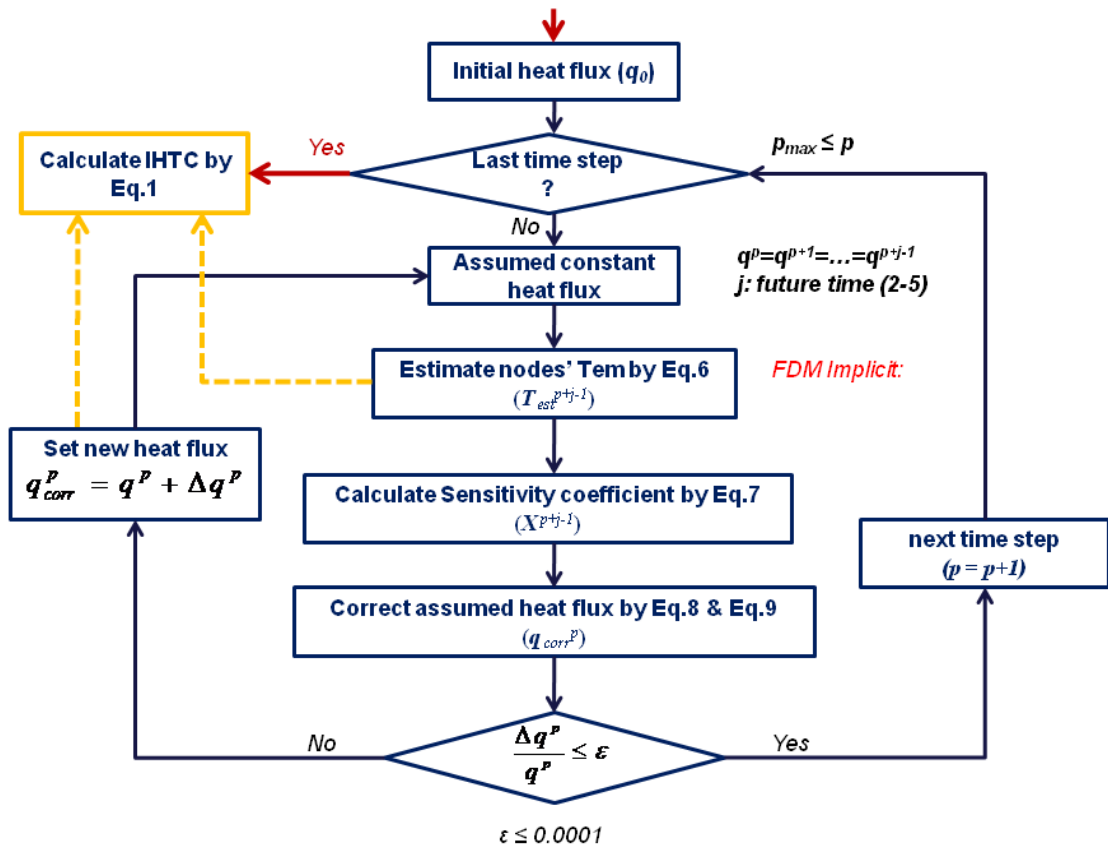 Initial heat flux (q₀)
Yes
Calculate IHTC by
Eq.1
Last time step
?
pmax ≤ p
No
Assumed constant
heat flux
qᵖ=qᵖ⁺¹=...=qᵖ⁺ʲ⁻¹
j: future time (2-5)
Estimate nodes' Tem by Eq.6
(Testᵖ⁺ʲ⁻¹)
FDM Implicit:
Set new heat flux
qᵖcorr = qᵖ + Δqᵖ
Calculate Sensitivity coefficient by Eq.7
(Xᵖ⁺ʲ⁻¹)
next time step
(p = p+1)
Correct assumed heat flux by Eq.8 & Eq.9
(qcorrᵖ)
No
Δqᵖ
qᵖ
≤ ε
Yes
ε ≤ 0.0001